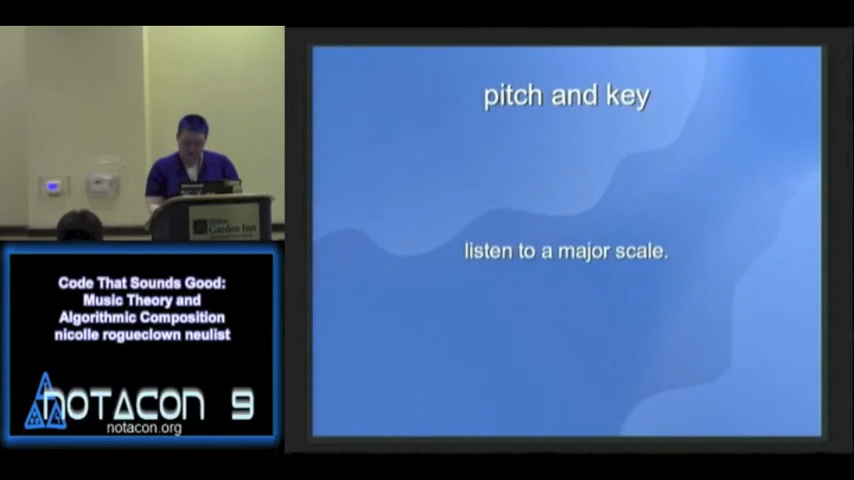 pitch and key
listen to a major scale.
Garden Inn
Code That Sounds Good:
Music Theory and
Algorithmic Composition
nicolle rogueclown neulist
NOTACON 9
notacon.org